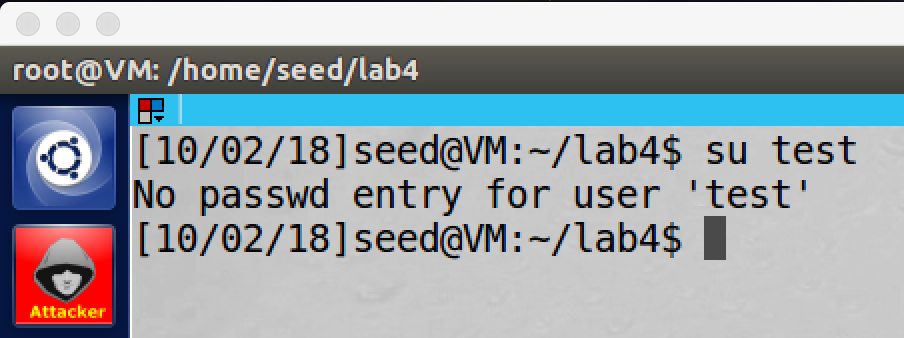 root@VM: /home/seed/lab4
[10/02/18]seed@VM:~/lab4$ su test
No passwd entry for user 'test'
[10/02/18]seed@VM:~/lab4$
Attacker